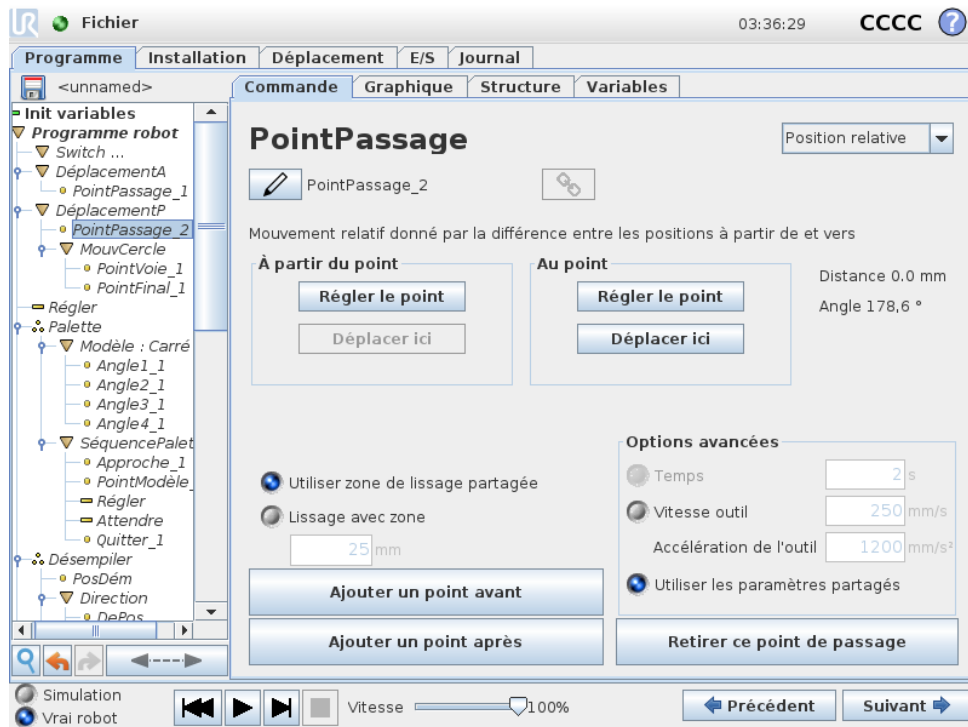 UR Fichier 03:36:29 CCCC ?
Programme Installation Déplacement E/S Journal
<unnamed>
Commande Graphique Structure Variables
Init variables
Programme robot
Switch ...
DéplacementA
PointPassage_1
DéplacementP
PointPassage_2
MouvCercle
PointVoie_1
PointFinal_1
Régler
Palette
Modèle : Carré
Angle1_1
Angle2_1
Angle3_1
Angle4_1
SéquencePalet
Approche_1
PointModèle_
Régler
Attendre
Quitter_1
Désempiler
PosDém
Direction
DePos
PointPassage
Position relative
PointPassage_2
Mouvement relatif donné par la différence entre les positions à partir de et vers
À partir du point
Régler le point
Déplacer ici
Au point
Régler le point
Déplacer ici
Distance 0.0 mm
Angle 178,6 °
Utiliser zone de lissage partagée
Lissage avec zone
25 mm
Options avancées
Temps 2 s
Vitesse outil 250 mm/s
Accélération de l'outil 1200 mm/s²
Utiliser les paramètres partagés
Ajouter un point avant
Ajouter un point après
Retirer ce point de passage
Simulation
Vrai robot
Vitesse 100%
Précédent
Suivant